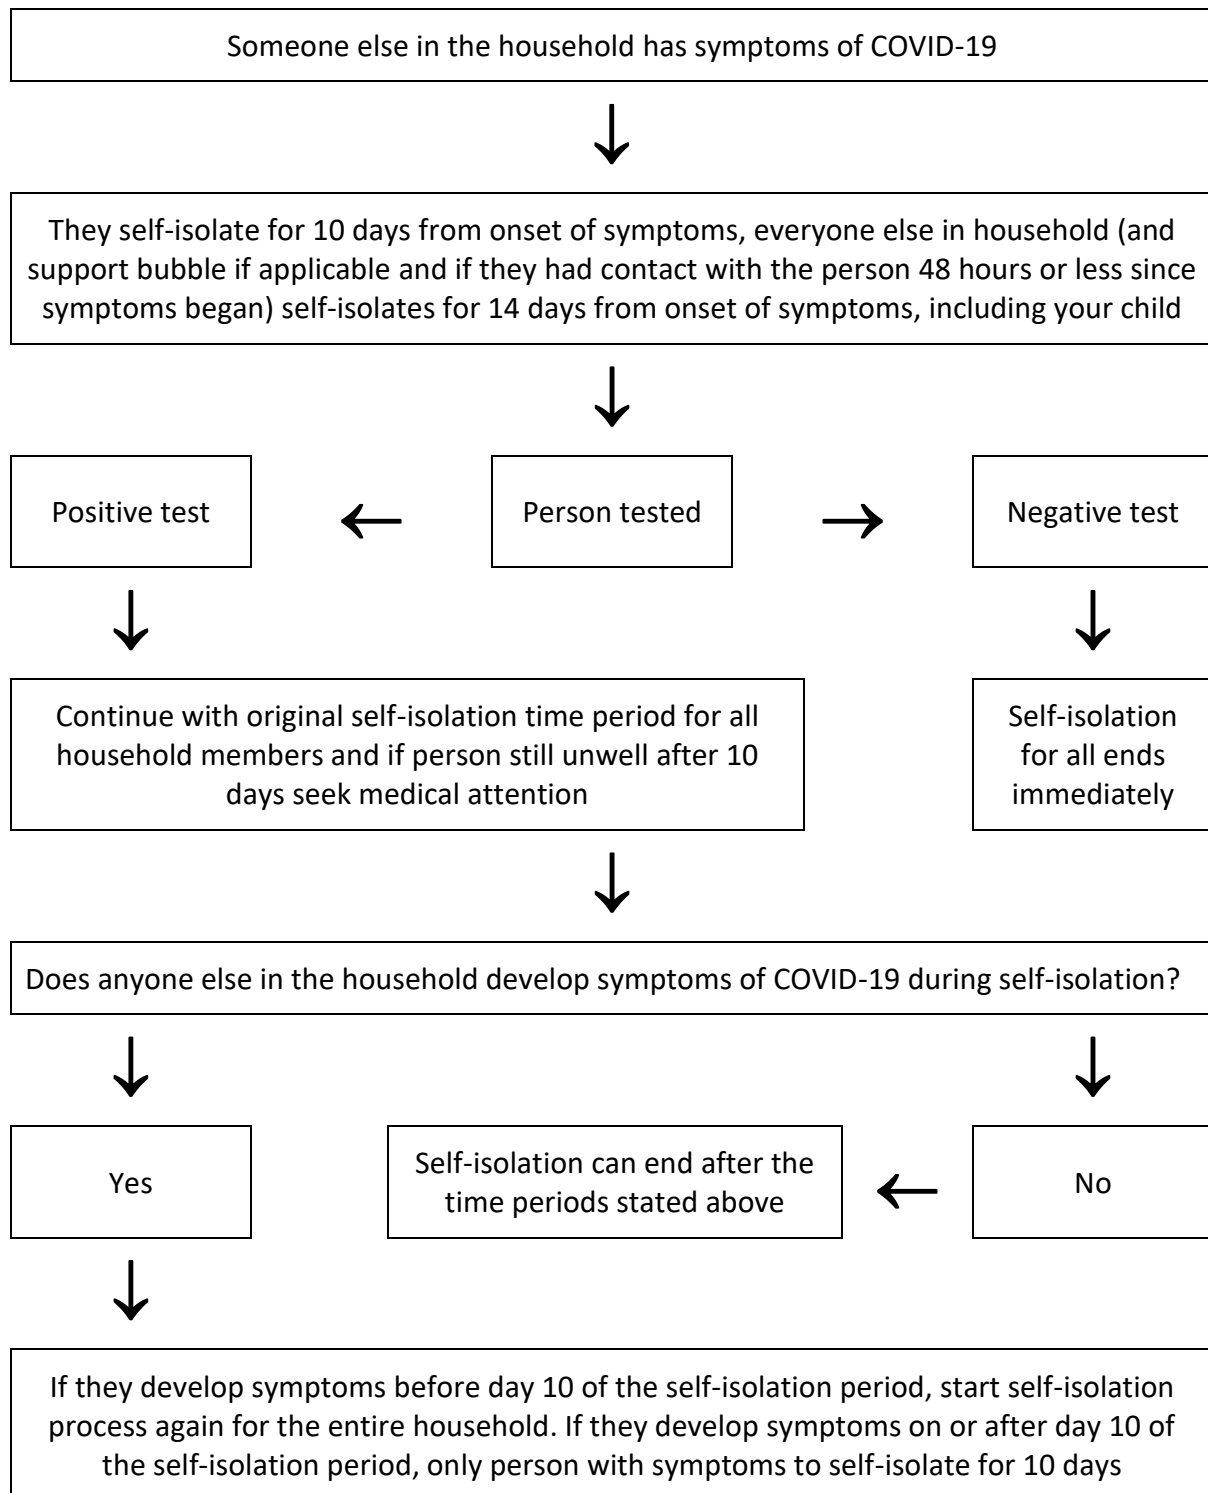 Someone else in the household has symptoms of COVID-19
They self-isolate for 10 days from onset of symptoms, everyone else in household (and
support bubble if applicable and if they had contact with the person 48 hours or less since
symptoms began) self-isolates for 14 days from onset of symptoms, including your child
Positive test
Person tested
Negative test
Continue with original self-isolation time period for all
household members and if person still unwell after 10
days seek medical attention
Self-isolation
for all ends
immediately
Does anyone else in the household develop symptoms of COVID-19 during self-isolation?
Yes
Self-isolation can end after the
time periods stated above
No
If they develop symptoms before day 10 of the self-isolation period, start self-isolation
process again for the entire household. If they develop symptoms on or after day 10 of
the self-isolation period, only person with symptoms to self-isolate for 10 days